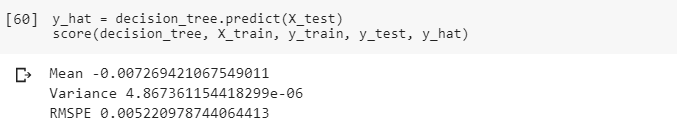 [60] y_hat = decision_tree.predict(X_test)
score(decision_tree, X_train, y_train, y_test, y_hat)
Mean -0.007269421067549011
Variance 4.867361154418299e-06
RMSPE 0.005220978744064413